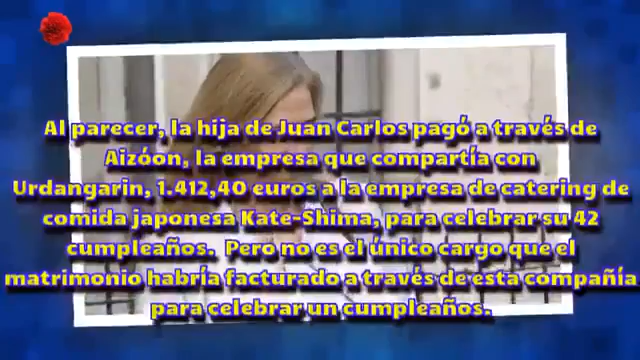 Al parecer, la hija de Juan Carlos pagó a través de
Aizóon, la empresa que compartía con
Urdangarin, 1.412,40 euros a la empresa de catering de
comida japonesa Kate-Shima, para celebrar su 42
cumpleaños. Pero no es el único cargo que el
matrimonio habría facturado a través de esta compañía
para celebrar un cumpleaños.